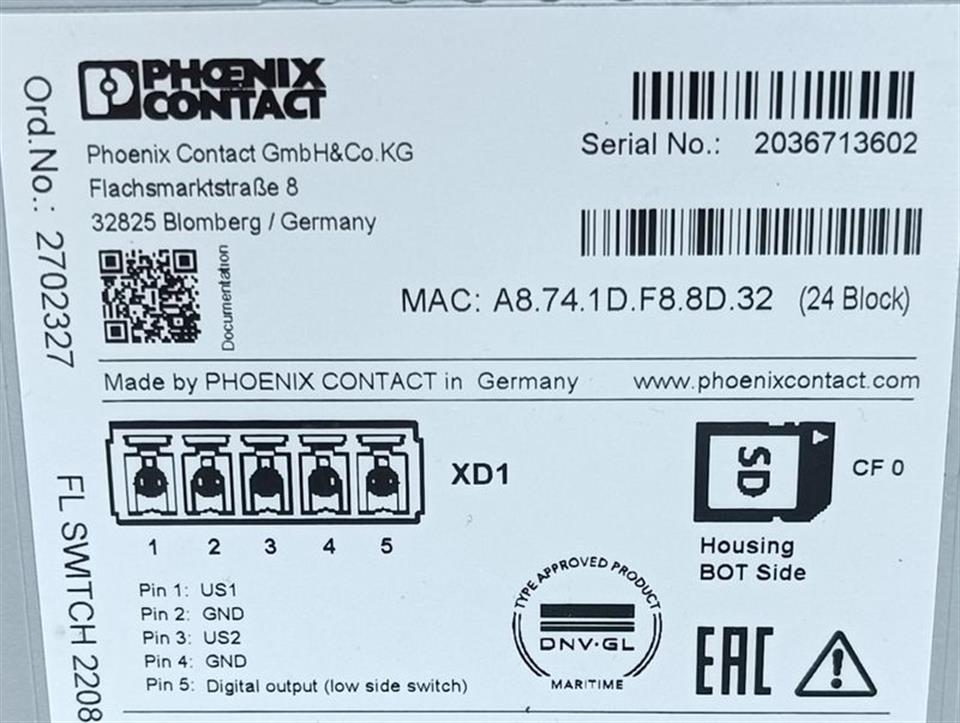 PHOENIX
CONTACT
Phoenix Contact GmbH&Co.KG
Flachsmarktstraße 8
32825 Blomberg / Germany
Serial No.: 2036713602
Documentation
MAC: A8.74.1D.F8.8D.32 (24 Block)
Made by PHOENIX CONTACT in Germany www.phoenixcontact.com
Ord.No.: 2702327
FL SWITCH 2208
XD1
1 2 3 4 5
Pin 1: US1
Pin 2: GND
Pin 3: US2
Pin 4: GND
Pin 5: Digital output (low side switch)
SD
CF 0
Housing
BOT Side
TYPE APPROVED PRODUCT
DNV·GL
MARITIME
EAC